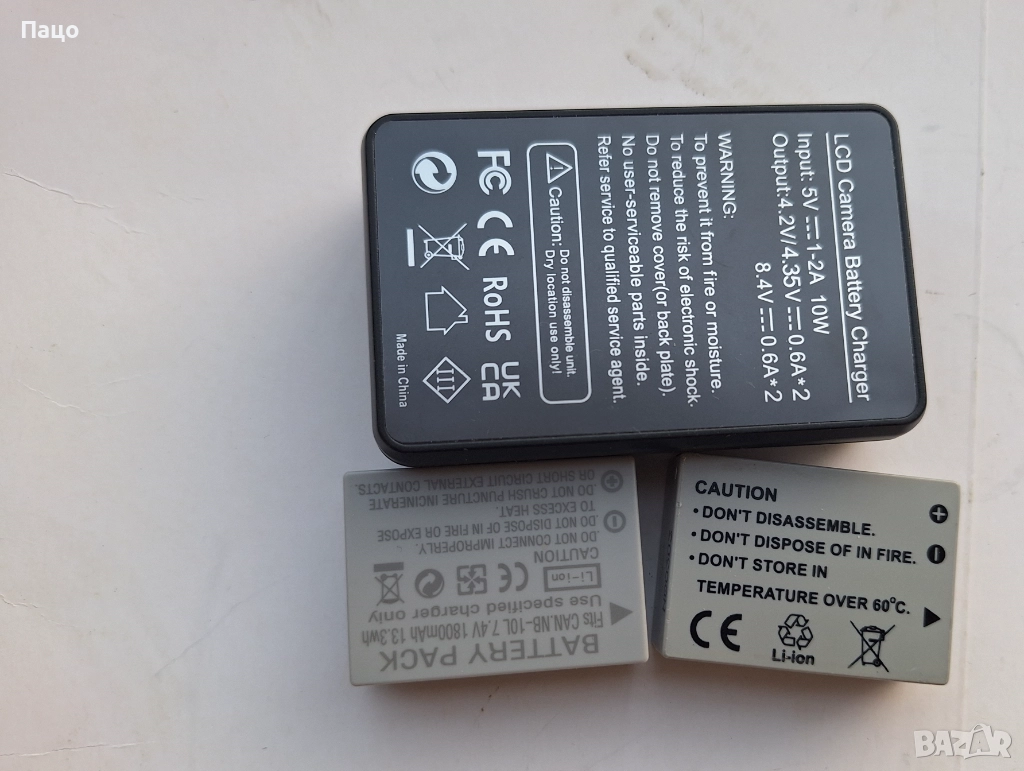 Пацо
LCD Camera Battery Charger
Input: 5V⎓1-2A 10W
Output:4.2V/4.35V⎓0.6A*2
8.4V⎓0.6A*2
WARNING:
To prevent it from fire or moisture.
To reduce the risk of electronic shock.
Do not remove cover(or back plate).
No user-serviceable parts inside.
Refer service to qualified service agent.
Caution: Do not disassemble unit.
Dry location use only!
FC CE RoHS UK CA
III
Made in China
BATTERY PACK
Fits CAN.NB-10L 7.4V 1800mAh 13.3wh
Use specified charger only
Li-ion
CE
CAUTION
.DO NOT CONNECT IMPROPERLY.
.DO NOT DISPOSE OF IN FIRE OR EXPOSE
TO EXCESS HEAT.
.DO NOT CRUSH PUNCTURE INCINERATE
OR SHORT CIRCUIT EXTERNAL CONTACTS.
CAUTION
• DON'T DISASSEMBLE.
• DON'T DISPOSE OF IN FIRE.
• DON'T STORE IN
TEMPERATURE OVER 60°C.
CE
Li-ion
BAZAR